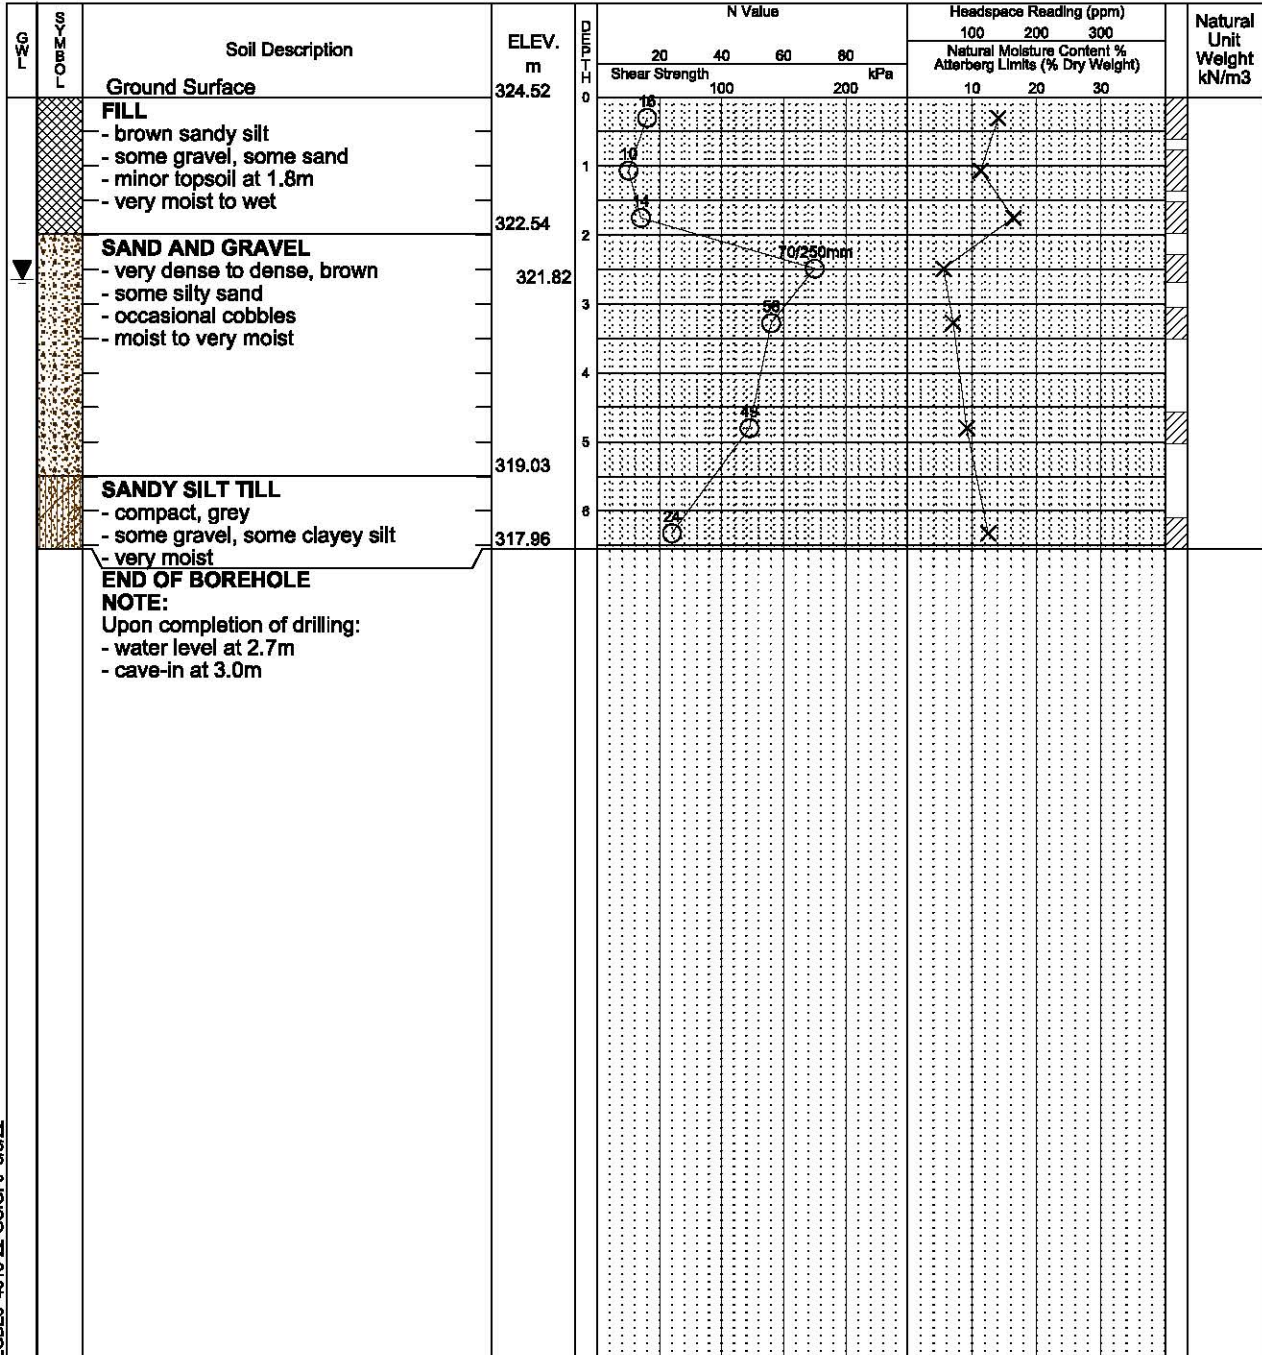 GWL
SYMBOL
Soil Description
Ground Surface
ELEV.
m
324.52
DEPTH
N Value
20 40 60 80
Shear Strength kPa
100 200
Headspace Reading (ppm)
100 200 300
Natural Moisture Content %
Atterberg Limits (% Dry Weight)
10 20 30
Natural
Unit
Weight
kN/m3
0
FILL
- brown sandy silt
- some gravel, some sand
- minor topsoil at 1.8m
- very moist to wet
322.54
SAND AND GRAVEL
- very dense to dense, brown
321.82
- some silty sand
- occasional cobbles
- moist to very moist
319.03
SANDY SILT TILL
- compact, grey
- some gravel, some clayey silt
317.96
- very moist
END OF BOREHOLE
NOTE:
Upon completion of drilling:
- water level at 2.7m
- cave-in at 3.0m
1
2
3
4
5
6
16
10
14
70/250mm
56
49
24